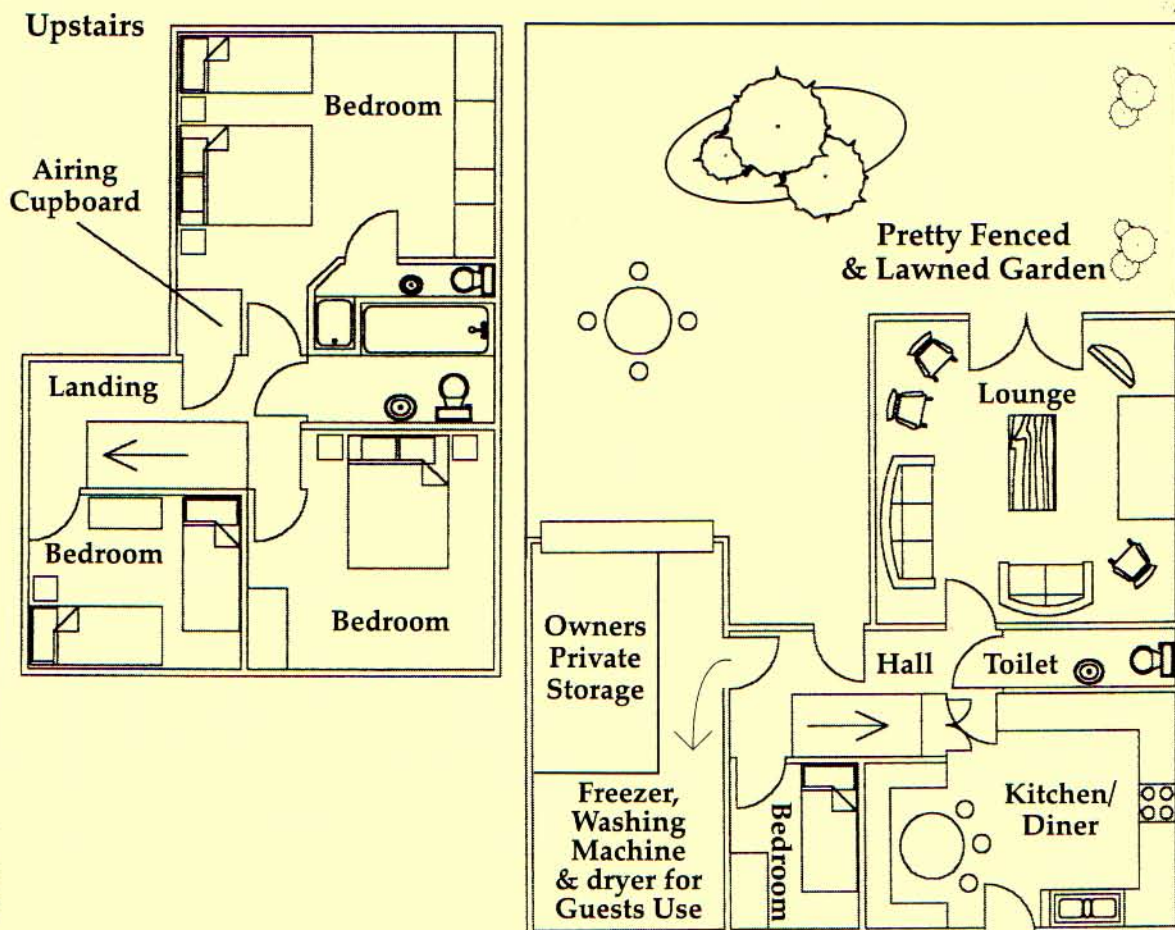 Upstairs
Bedroom
Airing
Cupboard
Landing
Bedroom
Bedroom
Pretty Fenced
& Lawned Garden
Lounge
Owners
Private
Storage
Hall
Toilet
Freezer,
Washing
Machine
& dryer for
Guests Use
Bedroom
Kitchen/
Diner